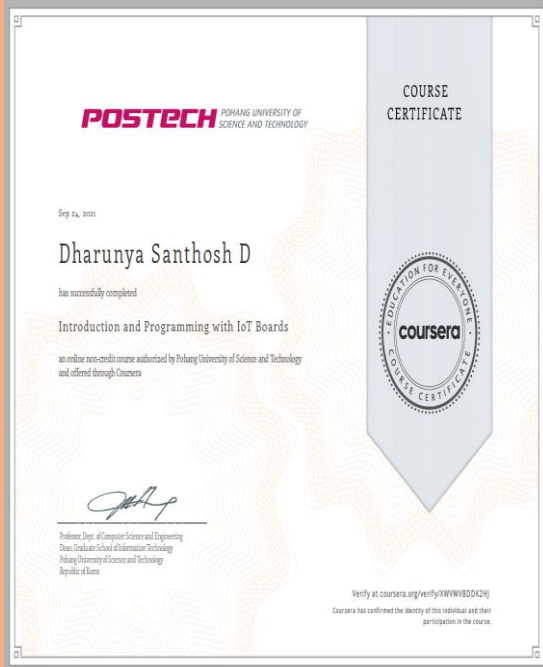 POSTECH POHANG UNIVERSITY OF
SCIENCE AND TECHNOLOGY
COURSE
CERTIFICATE
Sep 24, 2021
Dharunya Santhosh D
has successfully completed
Introduction and Programming with IoT Boards
an online non-credit course authorized by Pohang University of Science and Technology
and offered through Coursera
EDUCATION FOR EVERYONE
coursera
COURSE CERTIFICATE
Professor, Dept. of Computer Science and Engineering
Dean, Graduate School of Information Technology
Pohang University of Science and Technology
Republic of Korea
Verify at coursera.org/verify/XWVWVBDDK2HJ
Coursera has confirmed the identity of this individual and their
participation in the course.